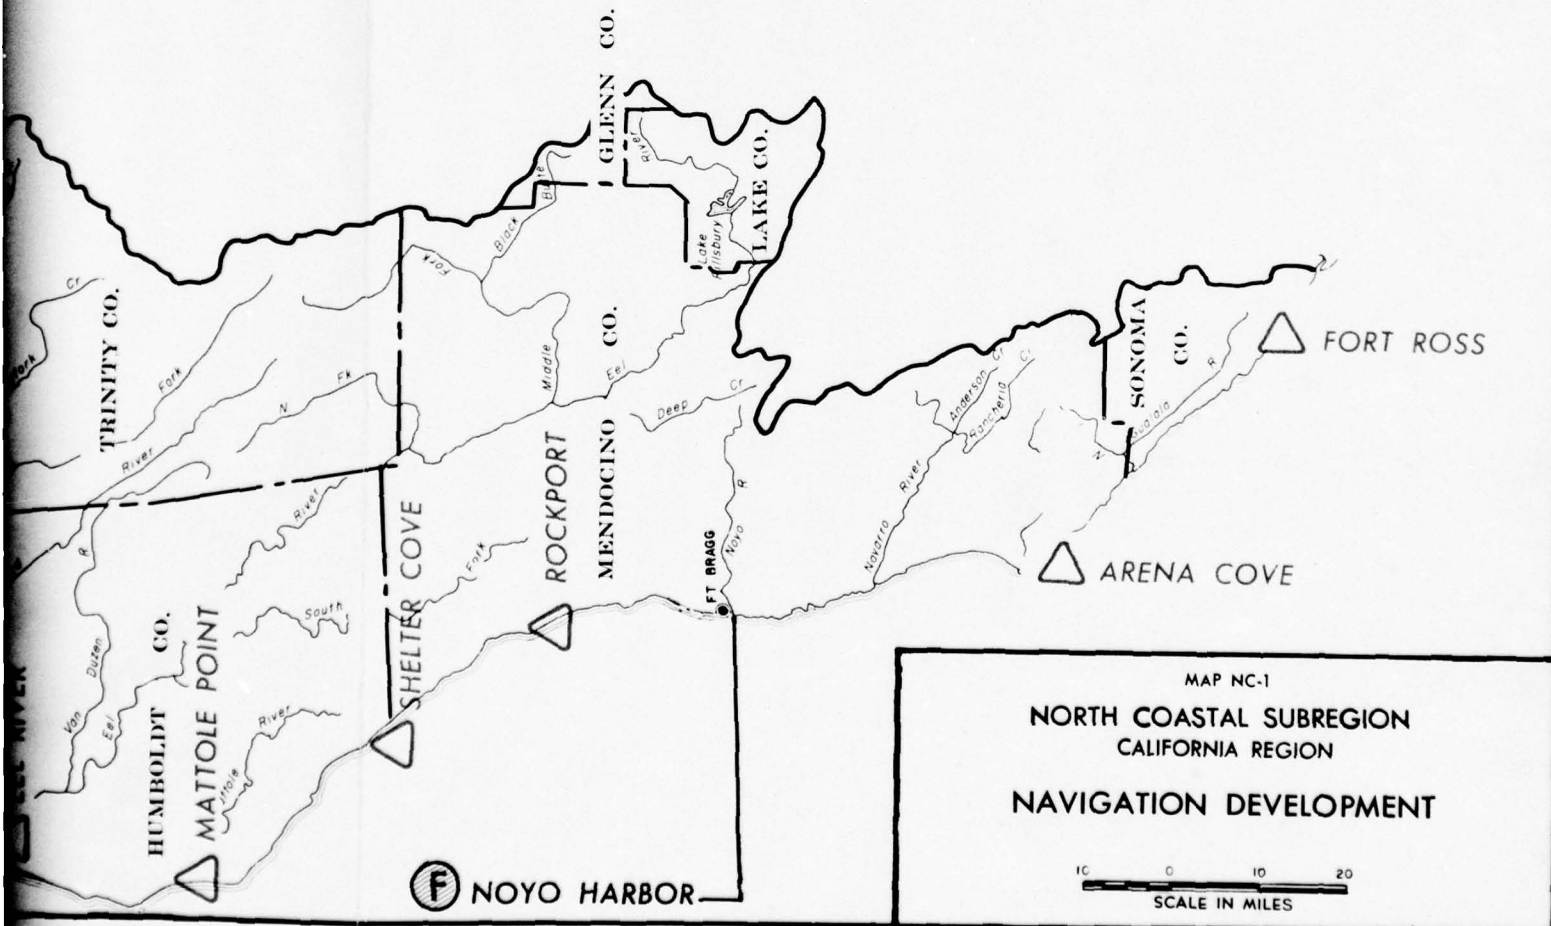 GLENN CO.
River
LAKE CO.
Butte
Black
Lake
Pillsbury
Fork
Cr
TRINITY CO.
Fork
Fork
N Fk
River
Middle
CO.
Eel
MENDOCINO
Deep Cr
ROCKPORT
Anderson Cr
Rancheria Cr
SONOMA
CO.
Gualala R
N
FORT ROSS
River
SHELTER COVE
Fork
R
Noyo
FT BRAGG
Navarro River
ARENA COVE
R
Van Duzen
Eel
South
HUMBOLDT CO.
MATTOLE POINT
River
ttole
EEL RIVER
F
NOYO HARBOR
MAP NC-1
NORTH COASTAL SUBREGION
CALIFORNIA REGION
NAVIGATION DEVELOPMENT
10 0 10 20
SCALE IN MILES